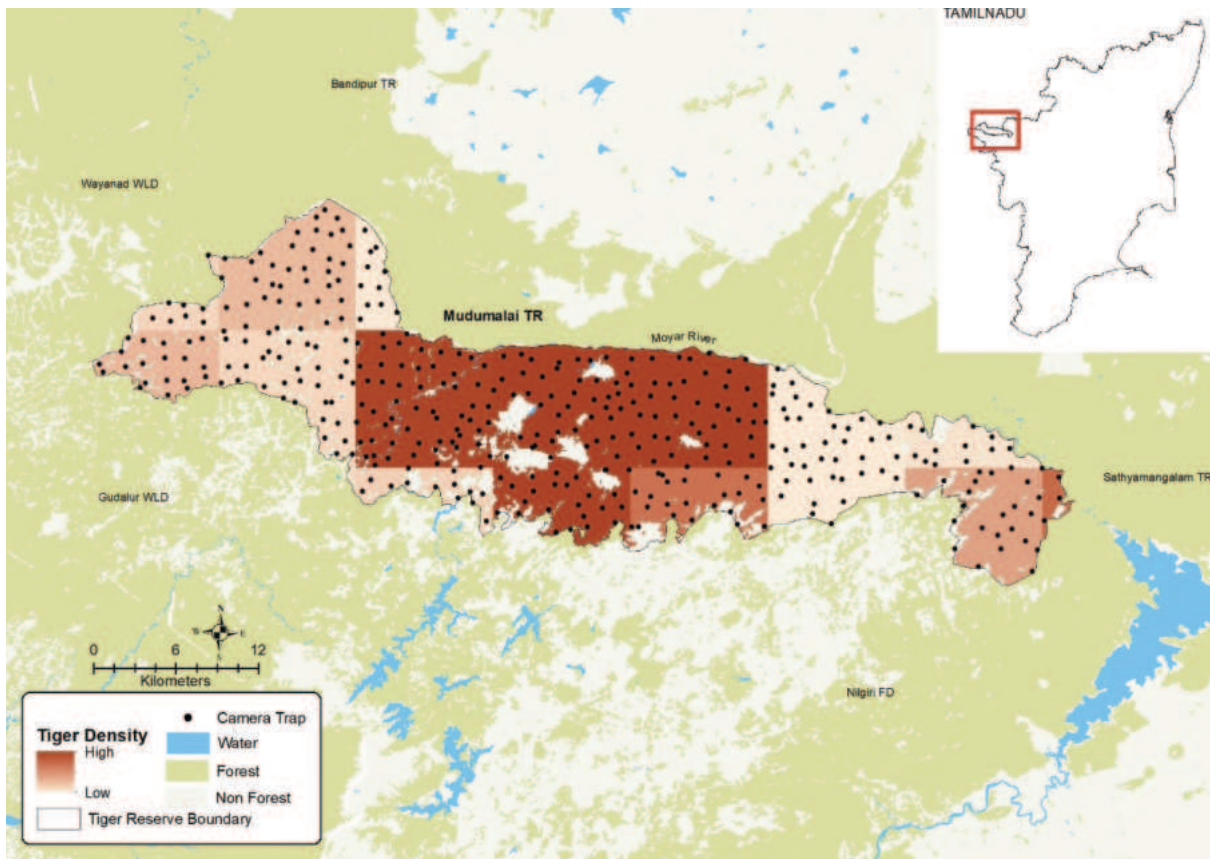 TAMILNADU
Bandipur TR
Wayanad WLD
Mudumalai TR
Moyar River
Sathyamangalam TR
Gudalur WLD
Nilgiri FD
N
W E
S
0 6 12
Kilometers
Tiger Density
High
Low
Camera Trap
Water
Forest
Non Forest
Tiger Reserve Boundary